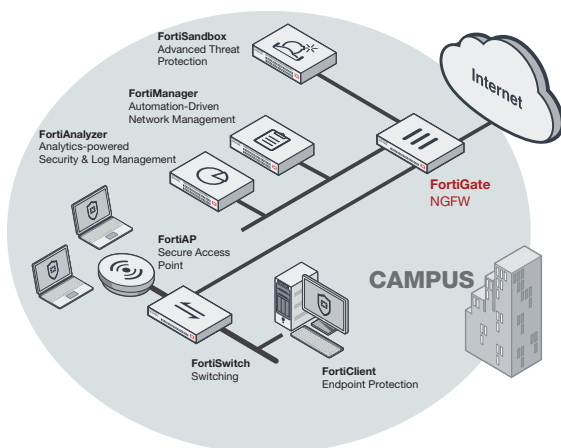 FortiSandbox
Advanced Threat
Protection
FortiManager
Automation-Driven
Network Management
FortiAnalyzer
Analytics-powered
Security & Log Management
Internet
FortiGate
NGFW
FortiAP
Secure Access
Point
CAMPUS
FortiSwitch
Switching
FortiClient
Endpoint Protection